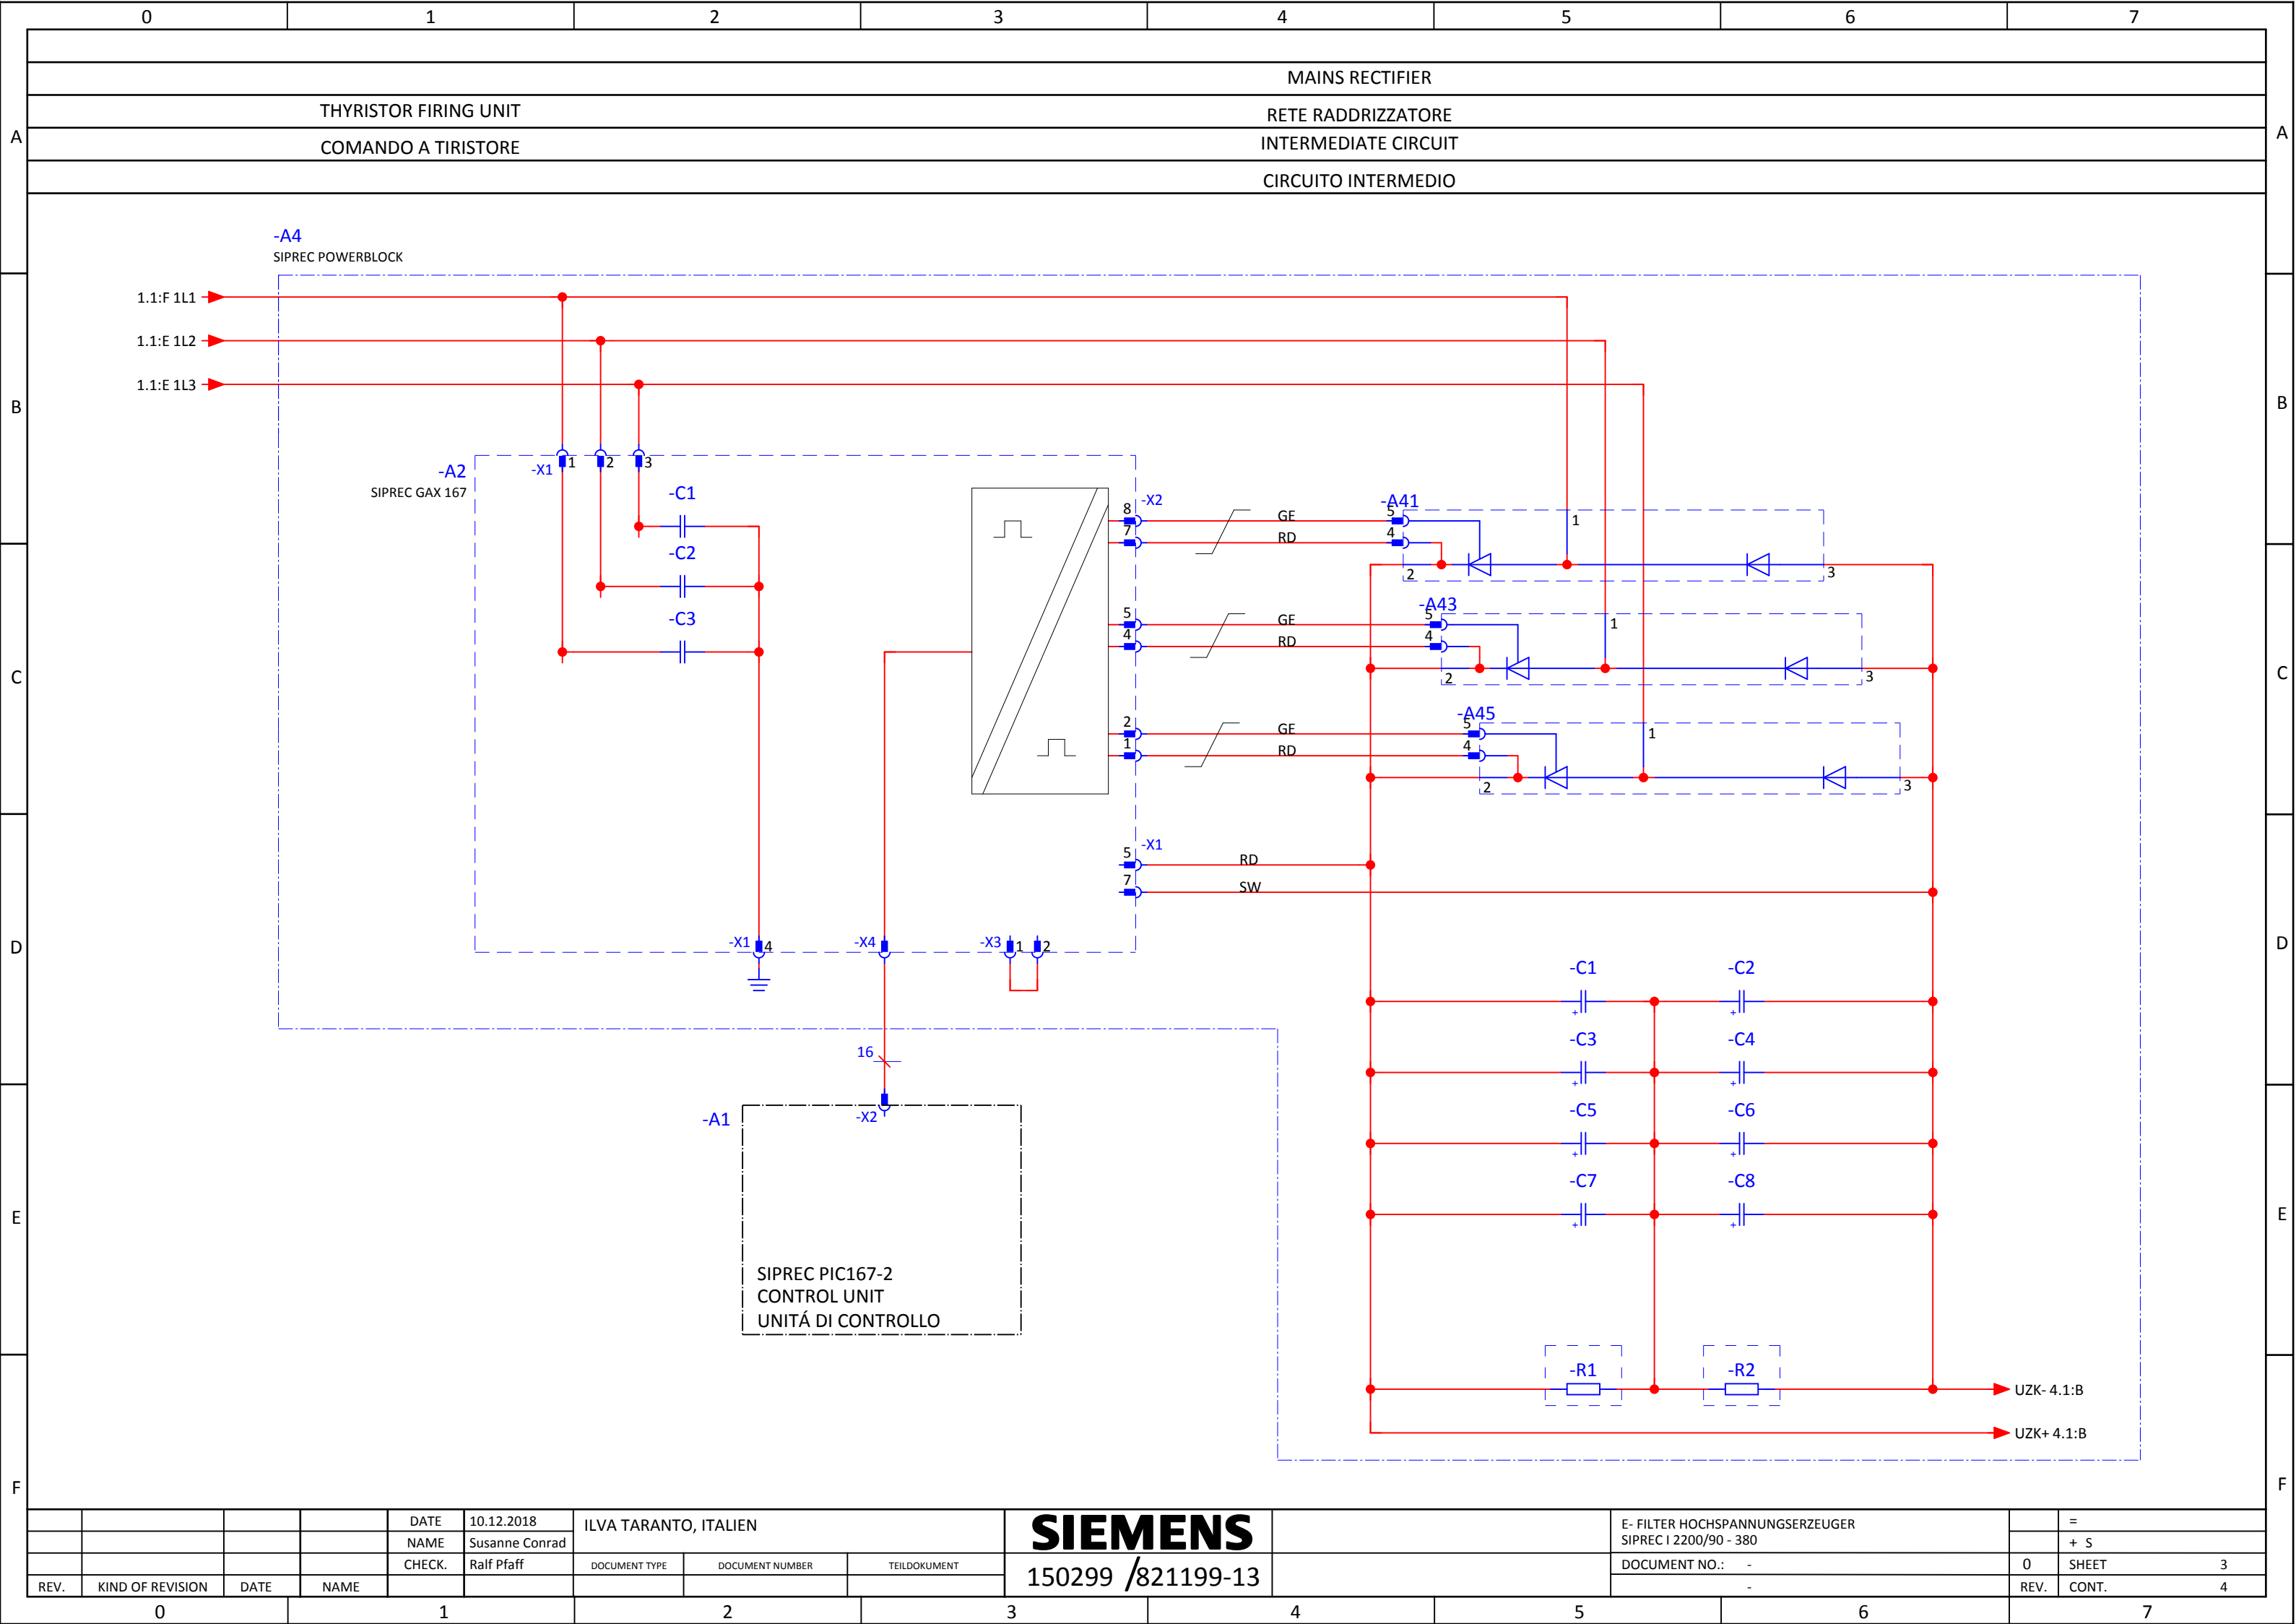 0 1 2 3 4 5 6 7
MAINS RECTIFIER
THYRISTOR FIRING UNIT
RETE RADDRIZZATORE
A A
COMANDO A TIRISTORE
INTERMEDIATE CIRCUIT
CIRCUITO INTERMEDIO
-A4
SIPREC POWERBLOCK
1.1:F 1L1
1.1:E 1L2
1.1:E 1L3
B B
-A2
SIPREC GAX 167
-X1 1 2 3
-C1
-C2
-C3
8 -X2
7
GE
RD
-A41
5
4
1
2
3
5
4
GE
RD
-A43
5
4
1
2
3
C C
2
1
GE
RD
-A45
5
4
1
2
3
5 -X1
7
RD
SW
D D
-X1 4
-X4
-X3 1 2
-C1 -C2
+ +
-C3 -C4
+ +
-C5 -C6
+ +
-C7 -C8
+ +
16
-A1
-X2
E E
SIPREC PIC167-2
CONTROL UNIT
UNITÁ DI CONTROLLO
-R1 -R2
UZK- 4.1:B
UZK+ 4.1:B
F F
DATE 10.12.2018
NAME Susanne Conrad
CHECK. Ralf Pfaff
REV. KIND OF REVISION DATE NAME
ILVA TARANTO, ITALIEN
DOCUMENT TYPE DOCUMENT NUMBER TEILDOKUMENT
SIEMENS
150299 /821199-13
E- FILTER HOCHSPANNUNGSERZEUGER
SIPREC I 2200/90 - 380
DOCUMENT NO.: -
-
=
+ S
0 SHEET 3
REV. CONT. 4
0 1 2 3 4 5 6 7